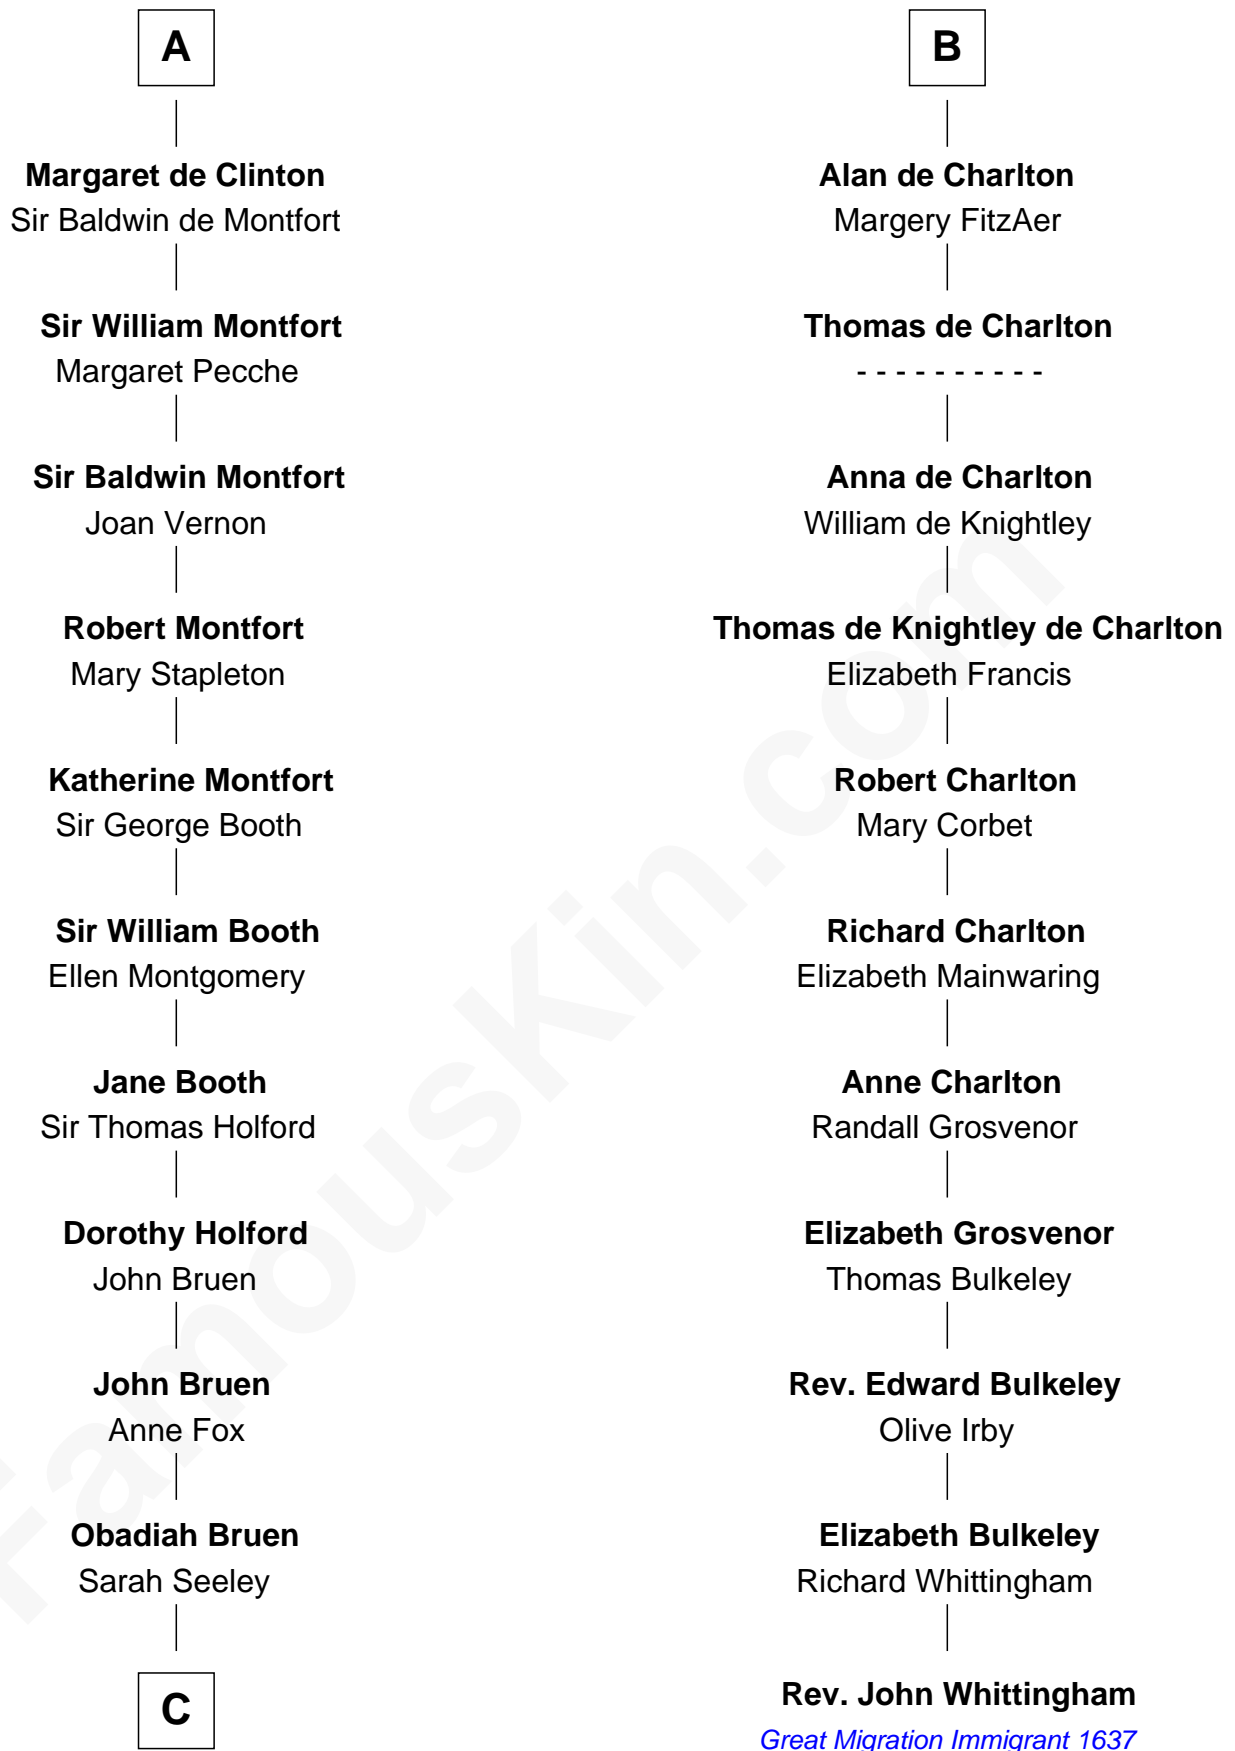 A
Margaret de Clinton
Sir Baldwin de Montfort
Sir William Montfort
Margaret Pecche
Sir Baldwin Montfort
Joan Vernon
Robert Montfort
Mary Stapleton
Katherine Montfort
Sir George Booth
Sir William Booth
Ellen Montgomery
Jane Booth
Sir Thomas Holford
Dorothy Holford
John Bruen
John Bruen
Anne Fox
Obadiah Bruen
Sarah Seeley
C
B
Alan de Charlton
Margery FitzAer
Thomas de Charlton
- - - - - - - - - -
Anna de Charlton
William de Knightley
Thomas de Knightley de Charlton
Elizabeth Francis
Robert Charlton
Mary Corbet
Richard Charlton
Elizabeth Mainwaring
Anne Charlton
Randall Grosvenor
Elizabeth Grosvenor
Thomas Bulkeley
Rev. Edward Bulkeley
Olive Irby
Elizabeth Bulkeley
Richard Whittingham
Rev. John Whittingham
Great Migration Immigrant 1637
FamousKin.com